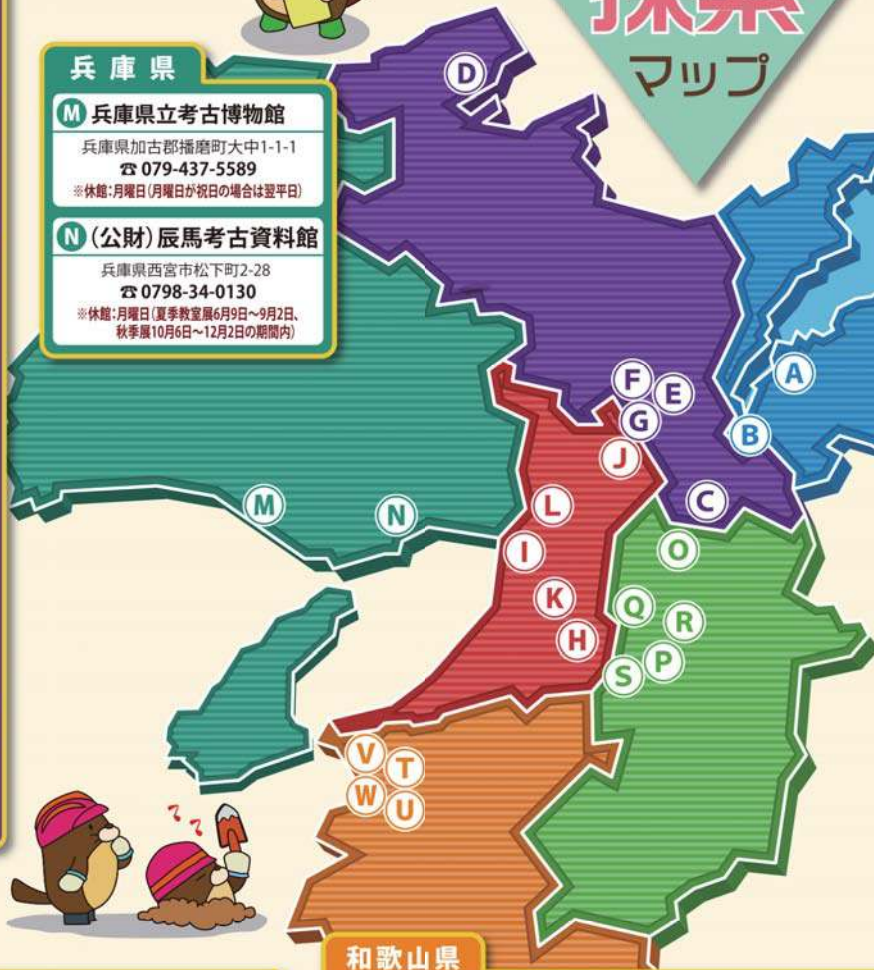 探索
マップ
兵庫県
M 兵庫県立考古博物館
兵庫県加古郡播磨町大中1-1-1
☎079-437-5589
※休館:月曜日(月曜日が祝日の場合は翌平日)
N (公財)辰馬考古資料館
兵庫県西宮市松下町2-28
☎0798-34-0130
※休館:月曜日(夏季教室展6月9日〜9月2日、
秋季展10月6日〜12月2日の期間内)
D
F
E
A
G
B
J
C
M
N
L
I
O
K
Q
R
H
P
S
V
T
W
U
和歌山県